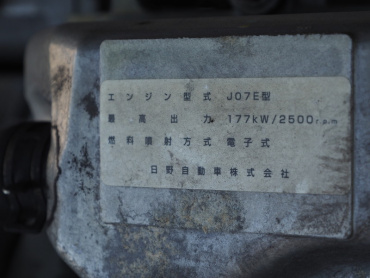 エンジン型式 J07E型
最高出力 177kW/2500r.p.m
燃料噴射方式 電子式
日野自動車株式会社